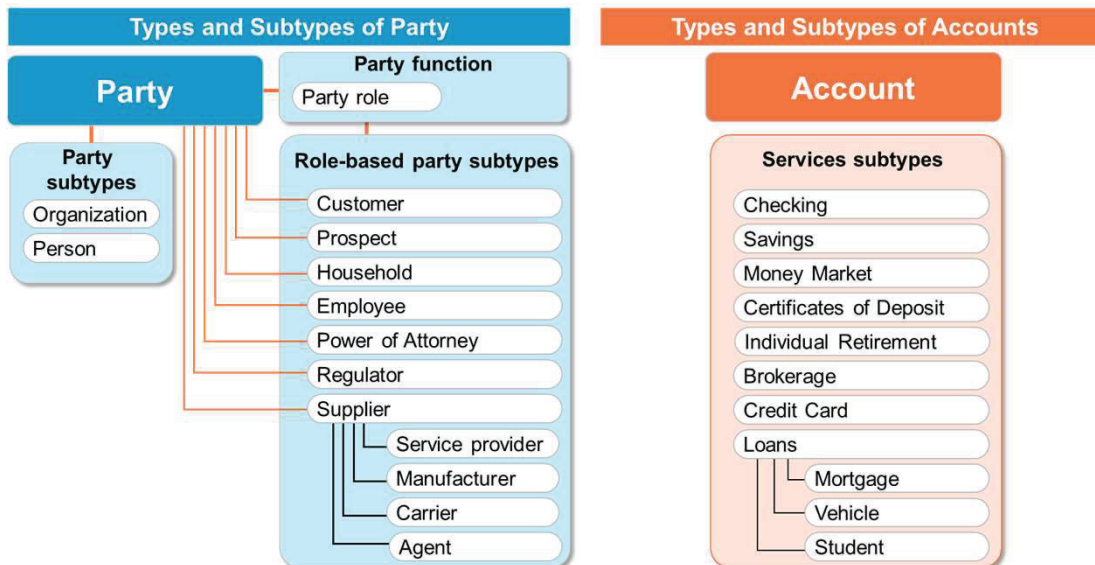 Types and Subtypes of Party
Party
Party function
Party role
Party
subtypes
Organization
Person
Role-based party subtypes
Customer
Prospect
Household
Employee
Power of Attorney
Regulator
Supplier
Service provider
Manufacturer
Carrier
Agent
Types and Subtypes of Accounts
Account
Services subtypes
Checking
Savings
Money Market
Certificates of Deposit
Individual Retirement
Brokerage
Credit Card
Loans
Mortgage
Vehicle
Student